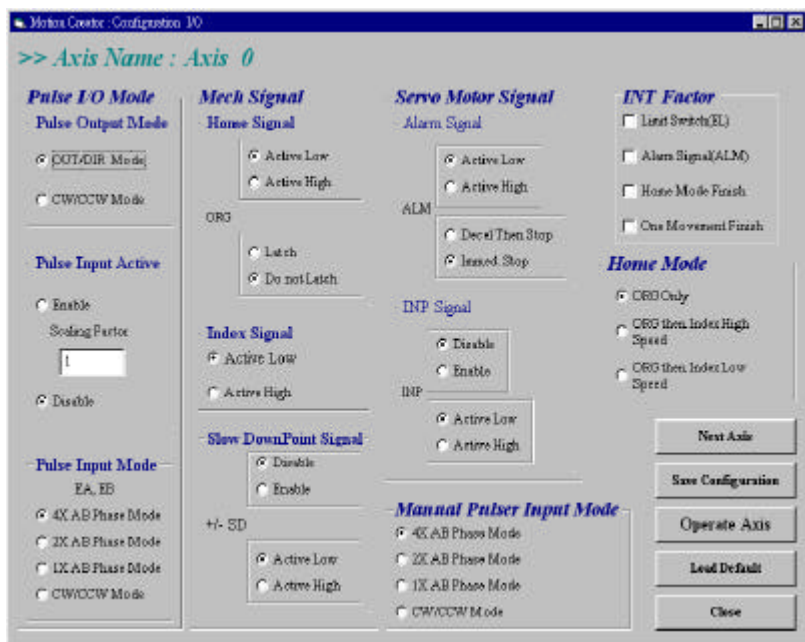 Motion Creator : Configurstion I/O
>> Axis Name : Axis 0
Pulse I/O Mode
Pulse Output Mode
OUT/DIR Mode
CW/CCW Mode
Pulse Input Active
Enable
Scaling Factor
1
Disable
Pulse Input Mode
EA, EB
4X AB Phase Mode
2X AB Phase Mode
1X AB Phase Mode
CW/CCW Mode
Mech Signal
Home Signal
Active Low
Active High
ORG
Latch
Do not Latch
Index Signal
Active Low
Active High
Slow DownPoint Signal
Disable
Enable
+/- SD
Active Low
Active High
Servo Motor Signal
Alarm Signal
Active Low
Active High
ALM
Decel Then Stop
Immed. Stop
INP Signal
Disable
Enable
INP
Active Low
Active High
Manual Pulser Input Mode
4X AB Phase Mode
2X AB Phase Mode
1X AB Phase Mode
CW/CCW Mode
INT Factor
Limit Switch(EL)
Alarm Signal(ALM)
Home Mode Finish
One Movement Finish
Home Mode
ORG Only
ORG then Index High
Speed
ORG then Index Low
Speed
Next Axis
Save Configuration
Operate Axis
Load Default
Close